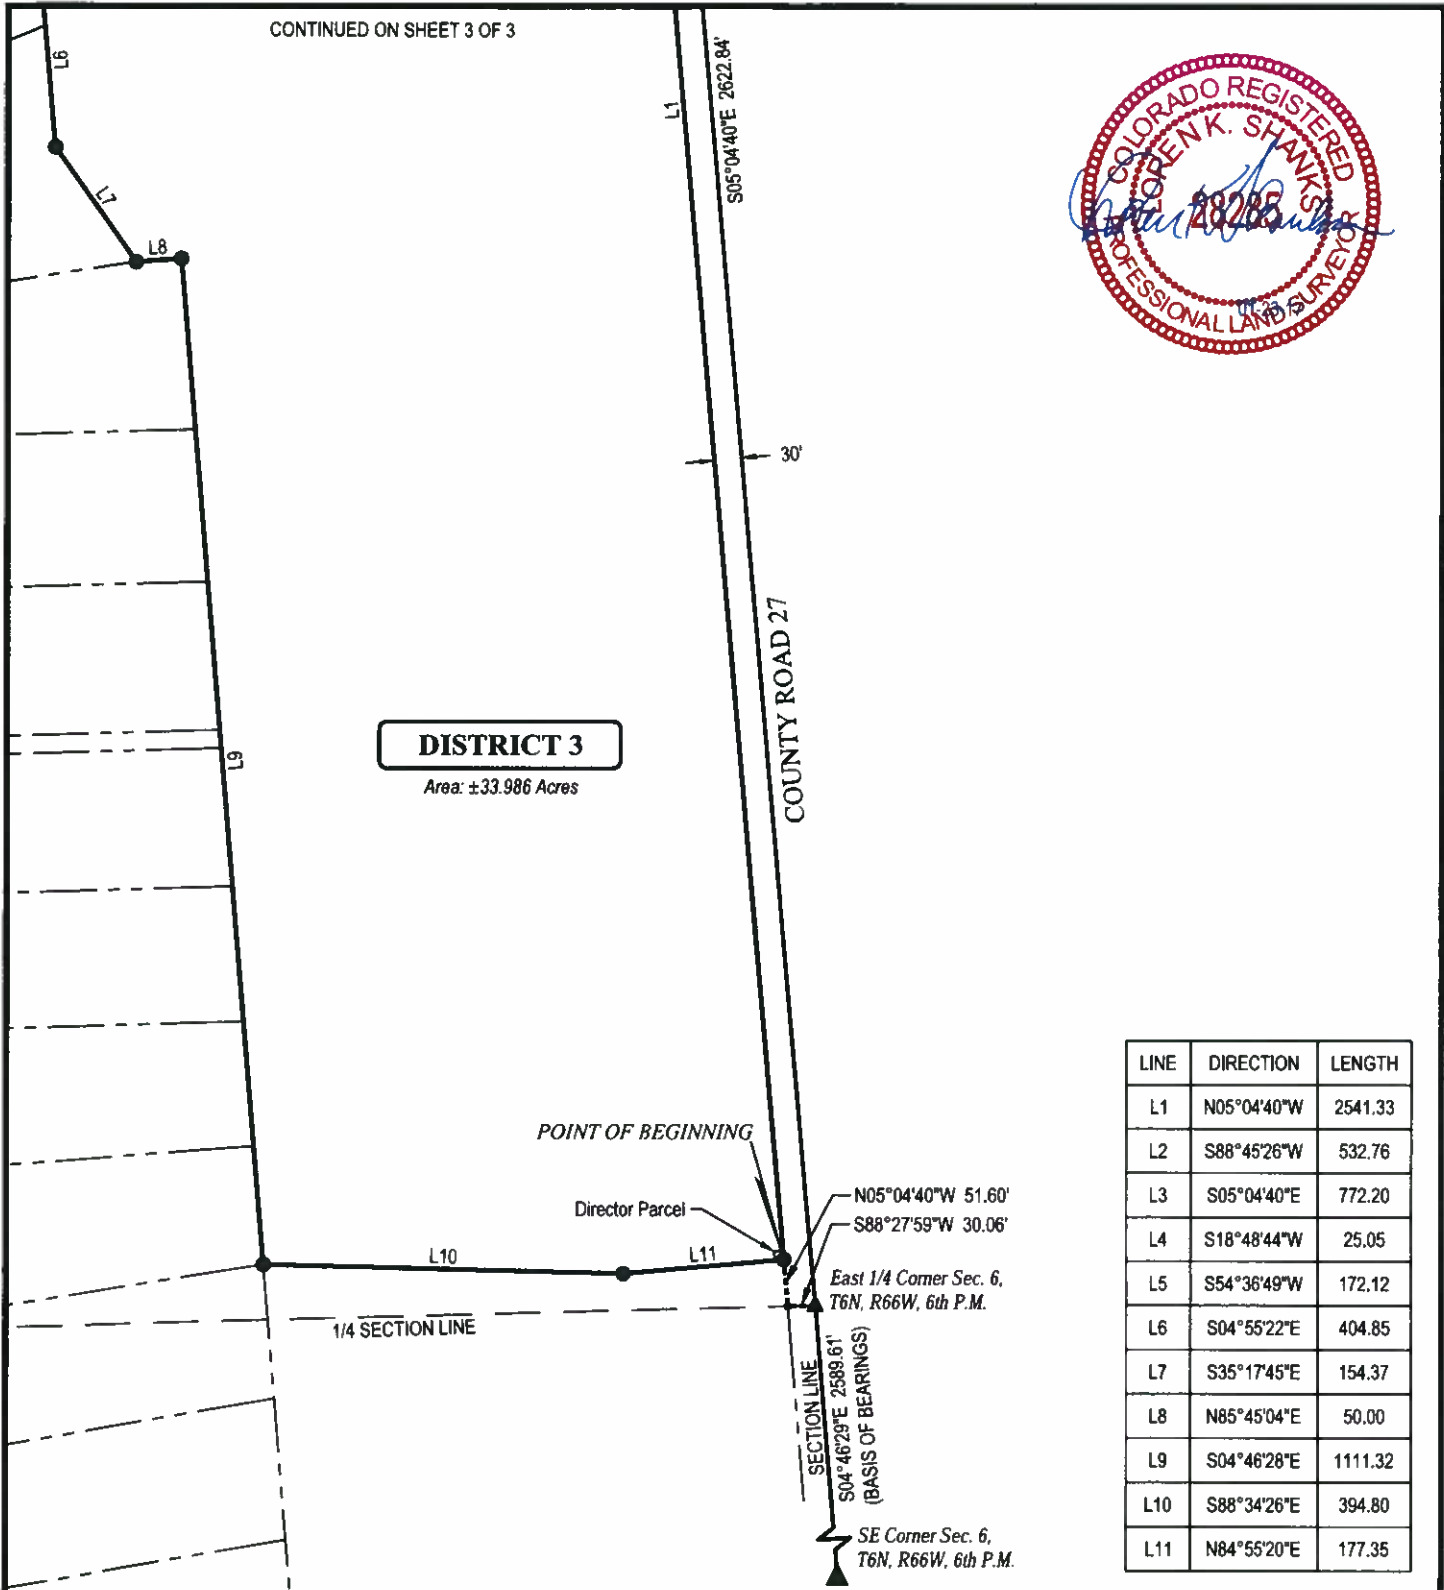 CONTINUED ON SHEET 3 OF 3
L6
L1
S05°04'40"E 2622.84'
COLORADO REGISTERED
LOREN K. SHANKS
28285
PROFESSIONAL LAND SURVEYOR
L7
L8
30'
COUNTY ROAD 27
DISTRICT 3
Area: ±33.986 Acres
L9
POINT OF BEGINNING
Director Parcel
N05°04'40"W 51.60'
S88°27'59"W 30.06'
L10
L11
East 1/4 Corner Sec. 6,
T6N, R66W, 6th P.M.
1/4 SECTION LINE
SECTION LINE
S04°46'29"E 2589.61'
(BASIS OF BEARINGS)
SE Corner Sec. 6,
T6N, R66W, 6th P.M.
LINE DIRECTION LENGTH
L1 N05°04'40"W 2541.33
L2 S88°45'26"W 532.76
L3 S05°04'40"E 772.20
L4 S18°48'44"W 25.05
L5 S54°36'49"W 172.12
L6 S04°55'22"E 404.85
L7 S35°17'45"E 154.37
L8 N85°45'04"E 50.00
L9 S04°46'28"E 1111.32
L10 S88°34'26"E 394.80
L11 N84°55'20"E 177.35